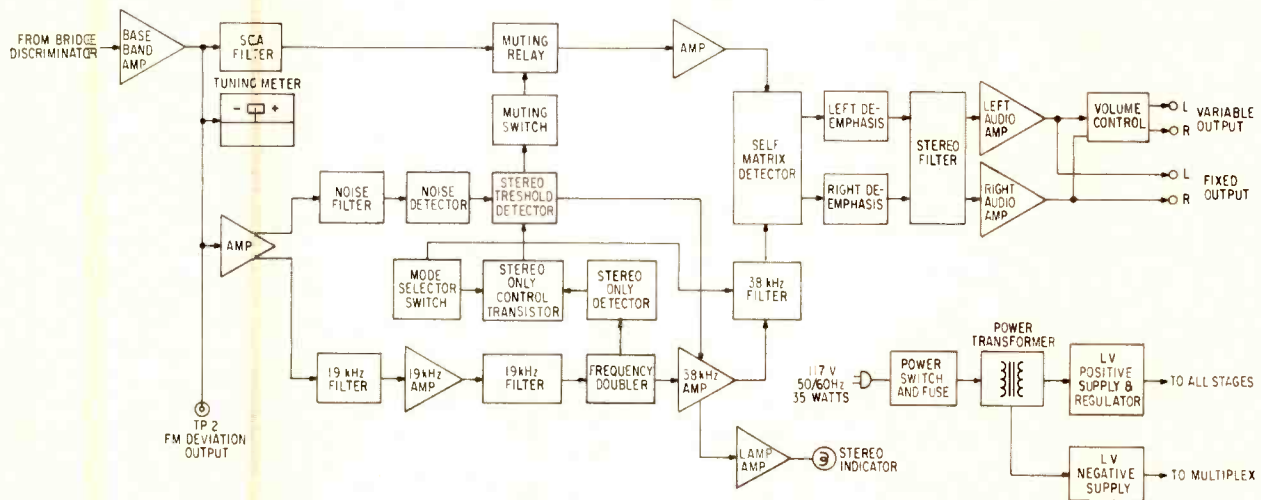 FROM BRIDGE
DISCRIMINATOR
BASE
BAND
AMP
SCA
FILTER
TUNING METER
- +
MUTING
RELAY
MUTING
SWITCH
AMP
SELF
MATRIX
DETECTOR
LEFT DE-
EMPHASIS
RIGHT DE-
EMPHASIS
STEREO
FILTER
LEFT
AUDIO
AMP
RIGHT
AUDIO
AMP
VOLUME
CONTROL
L
R
VARIABLE
OUTPUT
L
R
FIXED
OUTPUT
AMP
NOISE
FILTER
NOISE
DETECTOR
STEREO
TRESHOLD
DETECTOR
MODE
SELECTOR
SWITCH
STEREO
ONLY
CONTROL
TRANSISTOR
STEREO
ONLY
DETECTOR
38 kHz
FILTER
19 kHz
FILTER
19 kHz
AMP
19kHz
FILTER
FREQUENCY
DOUBLER
38kHz
AMP
TP 2
FM DEVIATION
OUTPUT
LAMP
AMP
STEREO
INDICATOR
117 V
50/60Hz
35 WATTS
POWER
SWITCH
AND FUSE
POWER
TRANSFORMER
LV
POSITIVE
SUPPLY &
REGULATOR
TO ALL STAGES
LV
NEGATIVE
SUPPLY
TO MULTIPLEX